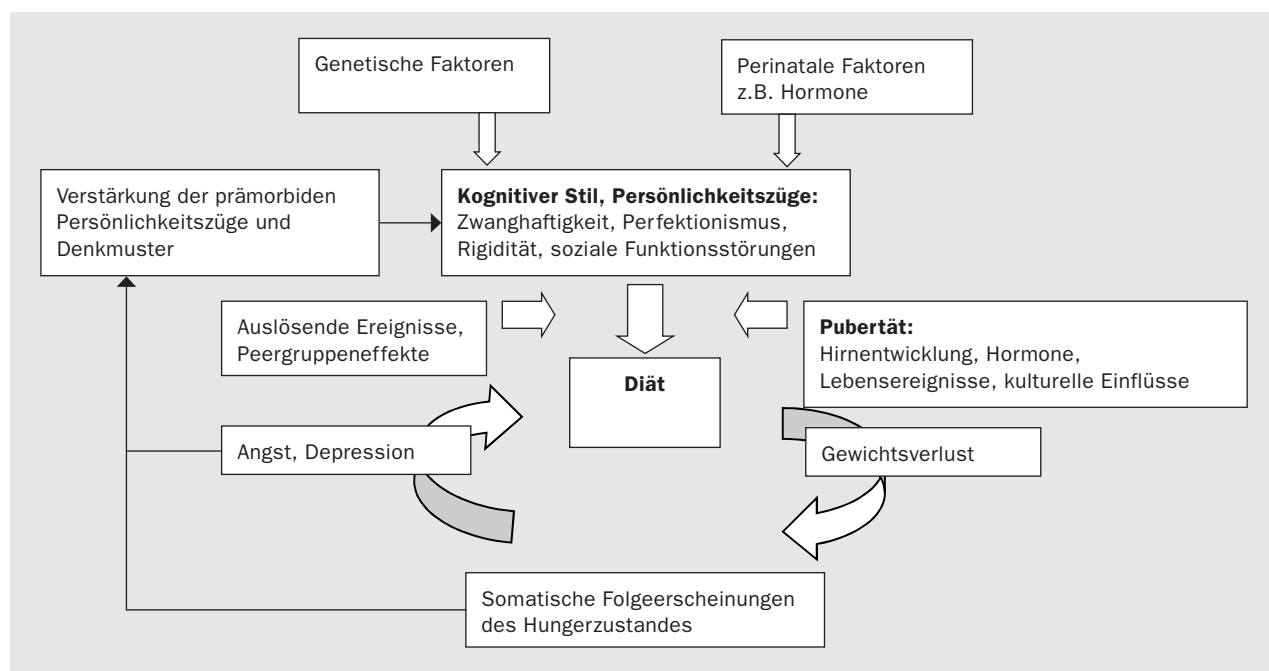 Genetische Faktoren
Perinatale Faktoren
z.B. Hormone
Verstärkung der prämorbiden
Persönlichkeitszüge und
Denkmuster
Kognitiver Stil, Persönlichkeitszüge:
Zwanghaftigkeit, Perfektionismus,
Rigidität, soziale Funktionsstörungen
Auslösende Ereignisse,
Peergruppeneffekte
Pubertät:
Hirnentwicklung, Hormone,
Lebensereignisse, kulturelle Einflüsse
Diät
Angst, Depression
Gewichtsverlust
Somatische Folgeerscheinungen
des Hungerzustandes